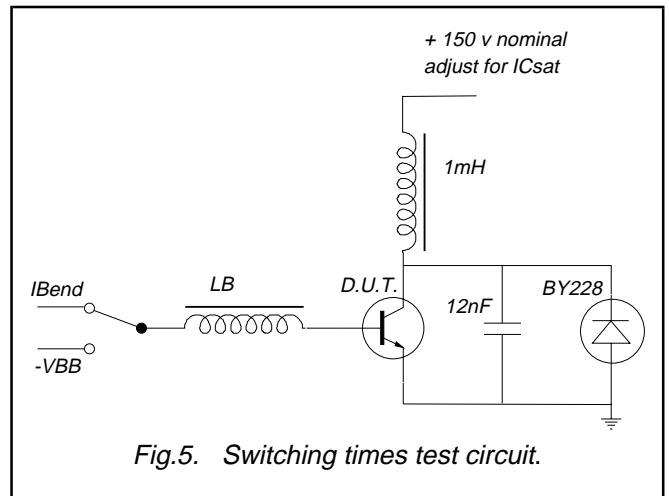 + 150 v nominal
adjust for ICsat
1mH
IBend
LB
D.U.T.
12nF
BY228
-VBB
Fig.5. Switching times test circuit.